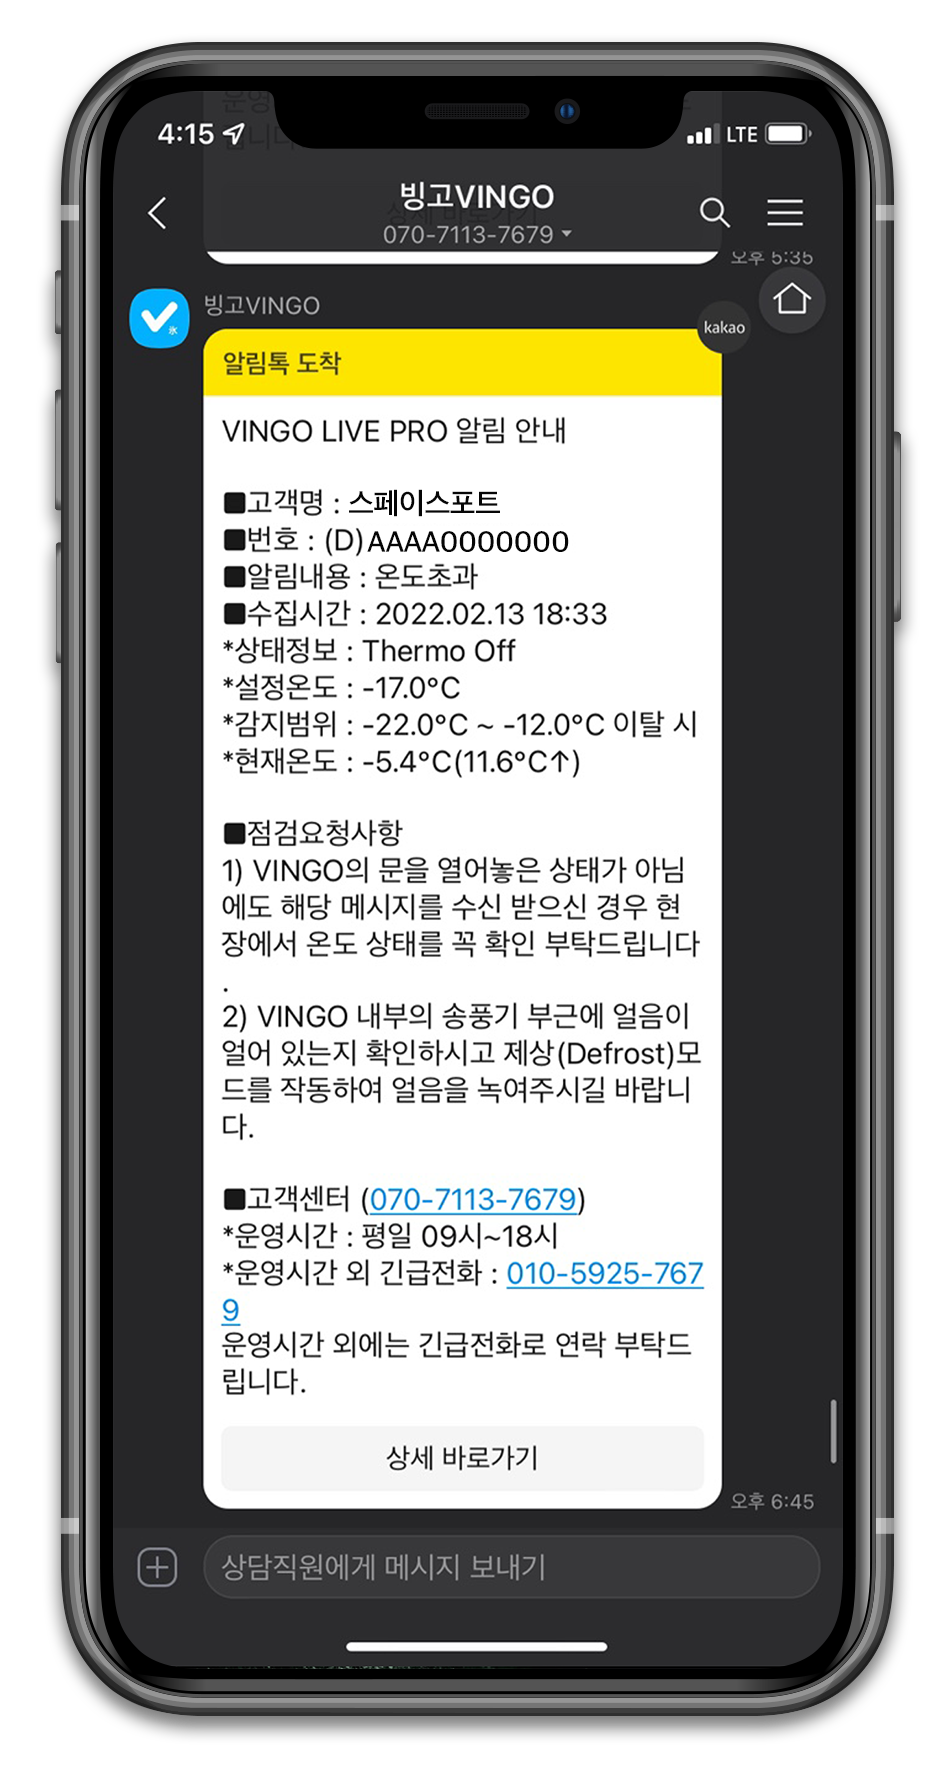 4:15
LTE
빙고VINGO
070-7113-7679
상세 바로가기
오후 5:35
빙고VINGO
kakao
알림톡 도착
VINGO LIVE PRO 알림 안내
■고객명 : 스페이스포트
■번호 : (D)AAAA0000000
■알림내용 : 온도초과
■수집시간 : 2022.02.13 18:33
*상태정보 : Thermo Off
*설정온도 : -17.0°C
*감지범위 : -22.0°C ~ -12.0°C 이탈 시
*현재온도 : -5.4°C(11.6°C↑)
■점검요청사항
1) VINGO의 문을 열어놓은 상태가 아님
에도 해당 메시지를 수신 받으신 경우 현
장에서 온도 상태를 꼭 확인 부탁드립니다
.
2) VINGO 내부의 송풍기 부근에 얼음이
얼어 있는지 확인하시고 제상(Defrost)모
드를 작동하여 얼음을 녹여주시길 바랍니
다.
■고객센터 (070-7113-7679)
*운영시간 : 평일 09시~18시
*운영시간 외 긴급전화 : 010-5925-767
9
운영시간 외에는 긴급전화로 연락 부탁드
립니다.
상세 바로가기
오후 6:45
상담직원에게 메시지 보내기